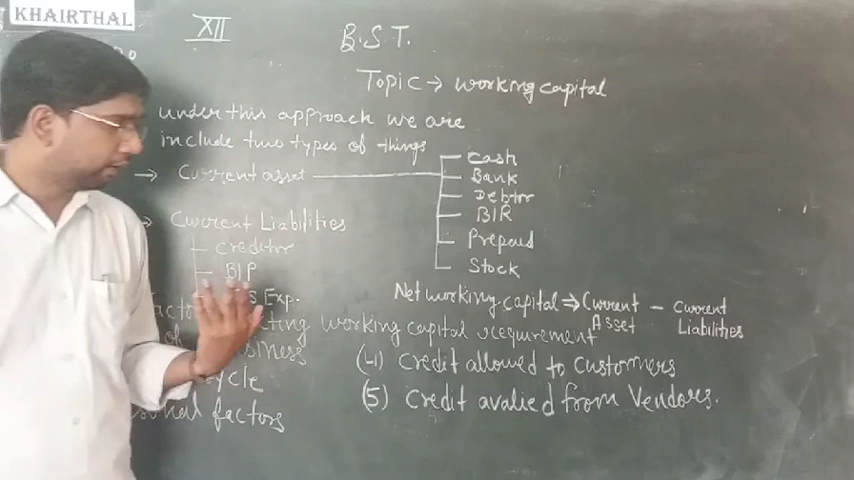 KHAIRTHAL
XII
B.S.T.
Topic → working capital
under this approach we are
include two types of things
→ Current asset
Cash
Bank
Debtor
B/R
Prepaid
Stock
Current Liabilities
Creditor
B/P
Exp.
Net working capital ⇒ Current Asset - Current Liabilities
working capital requirement
of
(4) Credit allowed to Customers
(5) Credit avalied from Vendors.
factors